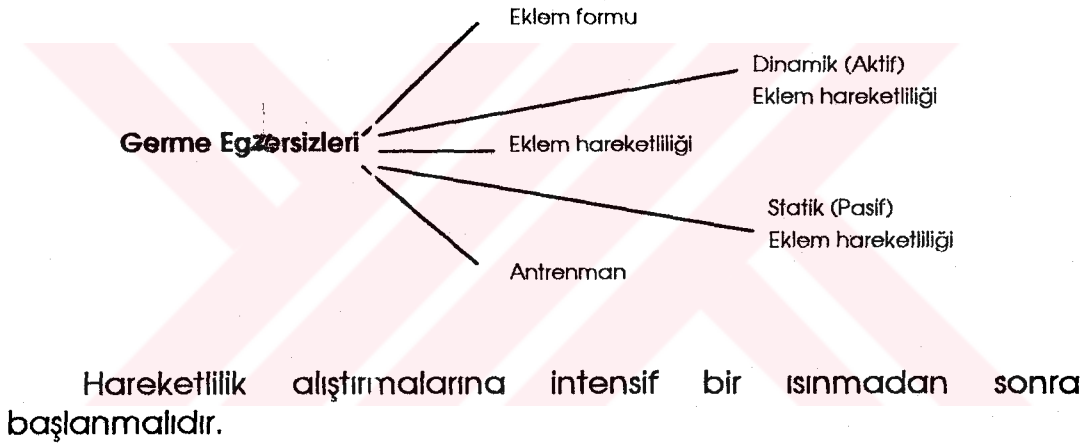 Eklem formu
Dinamik (Aktif)
Eklem hareketliliği
Germe Egzersizleri
Eklem hareketliliği
Statik (Pasif)
Eklem hareketliliği
Antrenman
Hareketlilik alıştırmalarına intensif bir ısınmadan sonra
başlanmalıdır.